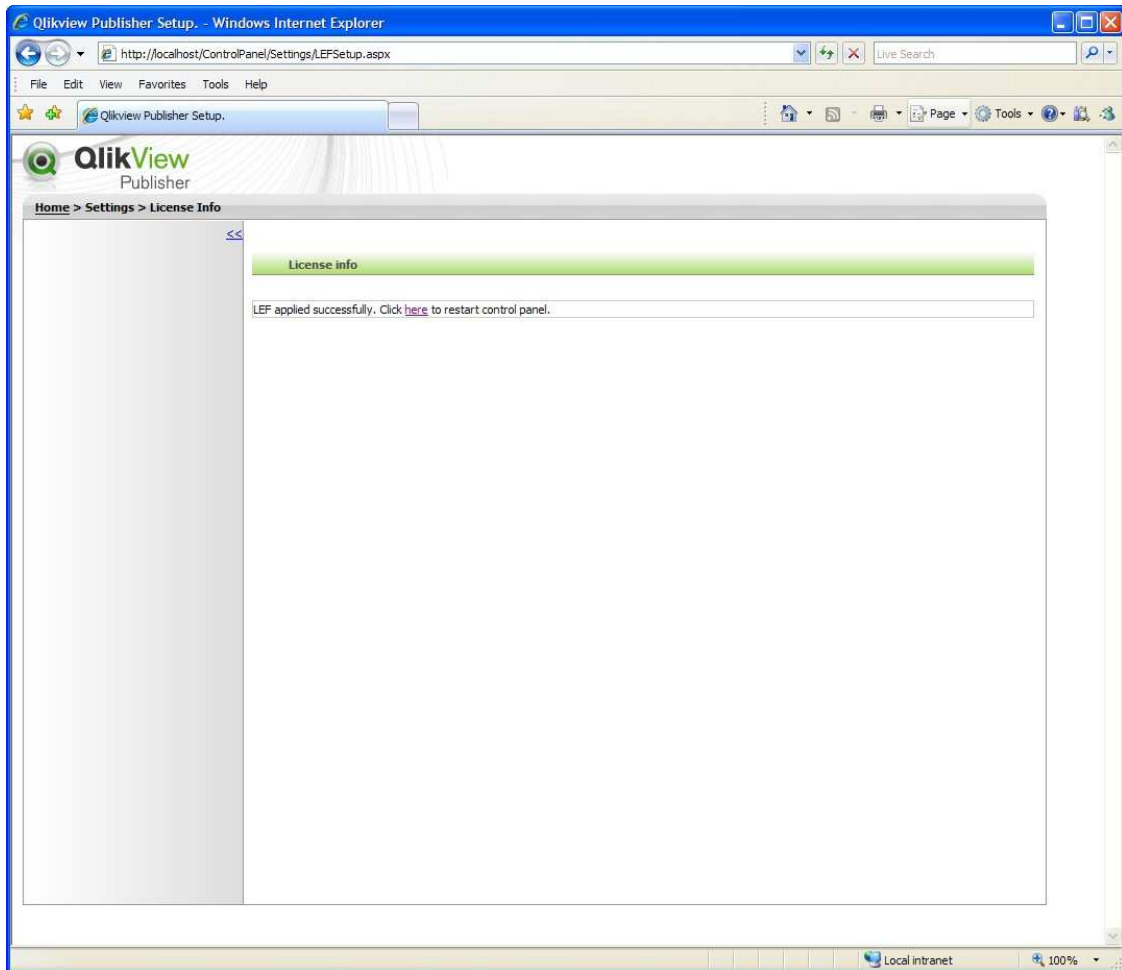 Qlikview Publisher Setup. - Windows Internet Explorer
http://localhost/ControlPanel/Settings/LEFSetup.aspx
Live Search
File Edit View Favorites Tools Help
Qlikview Publisher Setup.
Page Tools
QlikView
Publisher
Home > Settings > License Info
<<
License info
LEF applied successfully. Click here to restart control panel.
Local intranet
100%